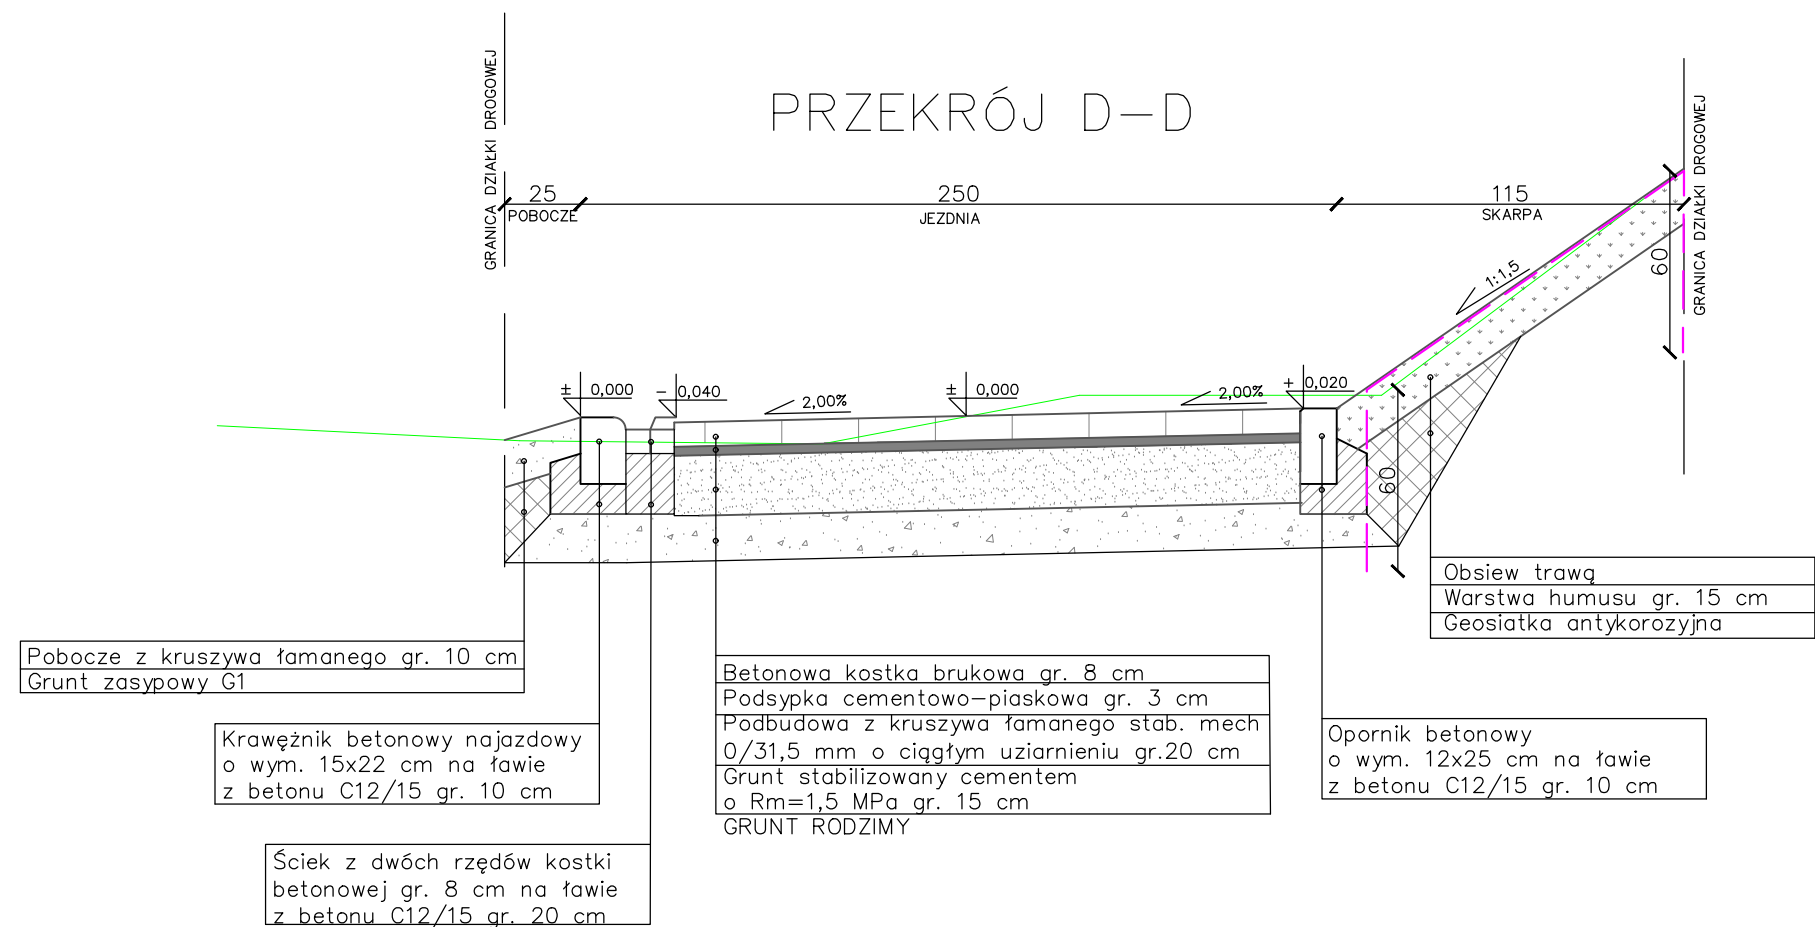 PRZEKRÓJ D-D
GRANICA DZIAŁKI DROGOWEJ
GRANICA DZIAŁKI DROGOWEJ
25
250
115
POBOCZE
JEZDNIA
SKARPA
60
1:1,5
± 0,000
- 0,040
2,00%
± 0,000
2,00%
+ 0,020
60
Obsiew trawą
Warstwa humusu gr. 15 cm
Geosiatka antykorozyjna
Pobocze z kruszywa łamanego gr. 10 cm
Grunt zasypowy G1
Betonowa kostka brukowa gr. 8 cm
Podsypka cementowo-piaskowa gr. 3 cm
Podbudowa z kruszywa łamanego stab. mech
0/31,5 mm o ciągłym uziarnieniu gr.20 cm
Grunt stabilizowany cementem
o Rm=1,5 MPa gr. 15 cm
GRUNT RODZIMY
Krawężnik betonowy najazdowy
o wym. 15x22 cm na ławie
z betonu C12/15 gr. 10 cm
Opornik betonowy
o wym. 12x25 cm na ławie
z betonu C12/15 gr. 10 cm
Ściek z dwóch rzędów kostki
betonowej gr. 8 cm na ławie
z betonu C12/15 gr. 20 cm